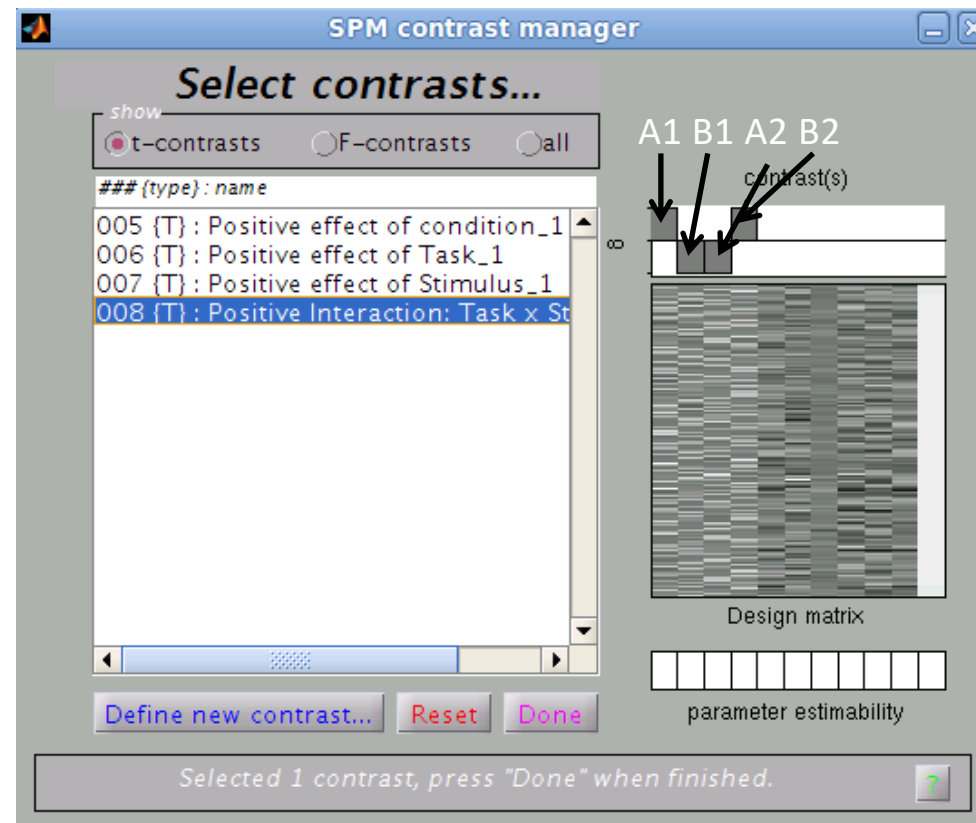 SPM contrast manager
Select contrasts...
show
t-contrasts F-contrasts all
### {type} : name
005 {T} : Positive effect of condition_1
006 {T} : Positive effect of Task_1
007 {T} : Positive effect of Stimulus_1
008 {T} : Positive Interaction: Task x St
Define new contrast... Reset Done
A1 B1 A2 B2
contrast(s)
8
Design matrix
parameter estimability
Selected 1 contrast, press "Done" when finished.
?